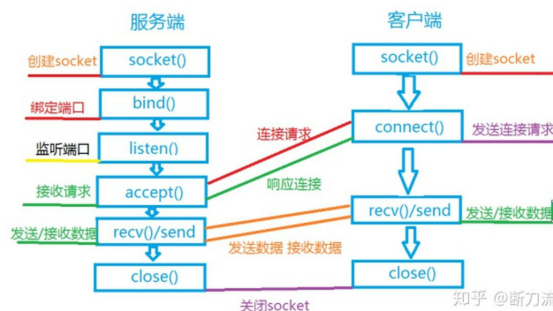 服务端
客户端
创建socket
socket()
socket()
创建socket
绑定端口
bind()
连接请求
connect()
发送连接请求
监听端口
listen()
接收请求
accept()
响应连接
发送/接收数据
recv()/send
recv()/send
发送/接收数据
发送数据 接收数据
close()
close()
关闭socket
知乎 @断刀流